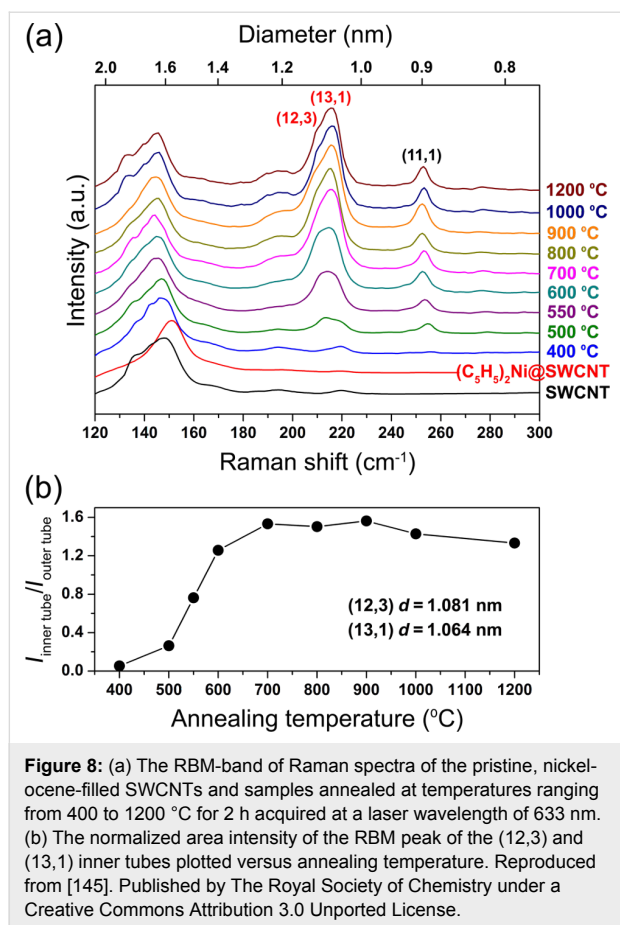 (a)
Diameter (nm)
2.0 1.8 1.6 1.4 1.2 1.0 0.9 0.8
(13,1)
(12,3)
(11,1)
Intensity (a.u.)
1200 °C
1000 °C
900 °C
800 °C
700 °C
600 °C
550 °C
500 °C
400 °C
(C5H5)2Ni@SWCNT
SWCNT
120 140 160 180 200 220 240 260 280 300
Raman shift (cm-1)
(b)
I inner tube/I outer tube
1.6
1.2
0.8
0.4
0.0
(12,3) d = 1.081 nm
(13,1) d = 1.064 nm
400 500 600 700 800 900 1000 1100 1200
Annealing temperature (°C)
Figure 8: (a) The RBM-band of Raman spectra of the pristine, nickel-
ocene-filled SWCNTs and samples annealed at temperatures ranging
from 400 to 1200 °C for 2 h acquired at a laser wavelength of 633 nm.
(b) The normalized area intensity of the RBM peak of the (12,3) and
(13,1) inner tubes plotted versus annealing temperature. Reproduced
from [145]. Published by The Royal Society of Chemistry under a
Creative Commons Attribution 3.0 Unported License.